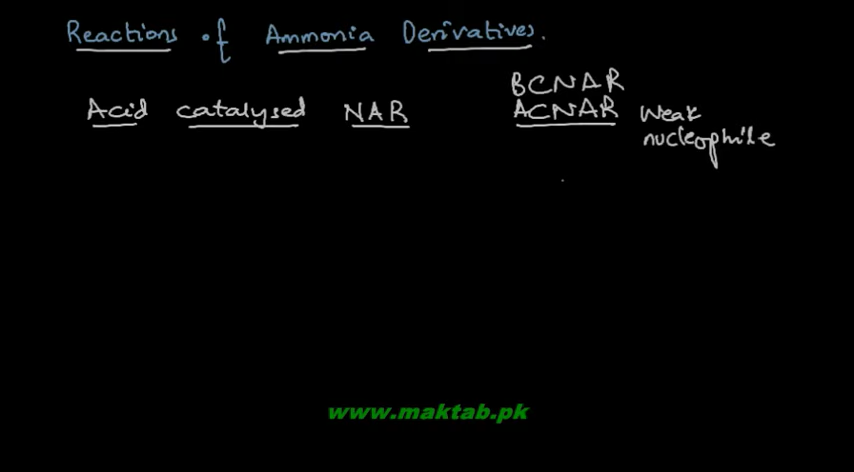 Reactions of Ammonia Derivatives.
BCNAR
Acid catalysed NAR ACNAR Weak
nucleophile
www.maktab.pk